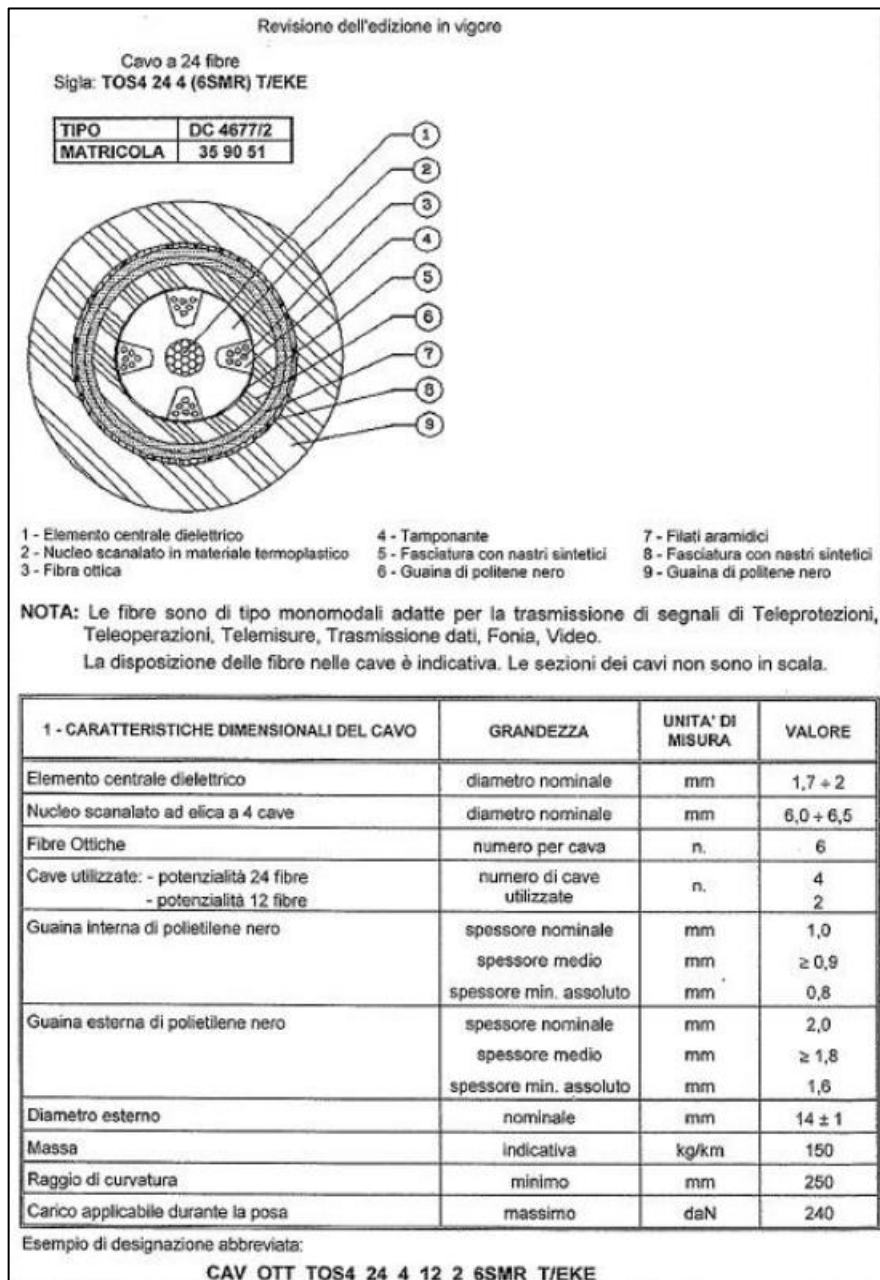 Revisione dell'edizione in vigore
Cavo a 24 fibre
Sigla: TOS4 24 4 (6SMR) T/EKE
TIPO DC 4677/2
MATRICOLA 35 90 51
1
2
3
4
5
6
7
8
9
1 - Elemento centrale dielettrico
2 - Nucleo scanalato in materiale termoplastico
3 - Fibra ottica
4 - Tamponante
5 - Fasciatura con nastri sintetici
6 - Guaina di politene nero
7 - Filati aramidici
8 - Fasciatura con nastri sintetici
9 - Guaina di politene nero
NOTA: Le fibre sono di tipo monomodali adatte per la trasmissione di segnali di Teleprotezioni,
Teleoperazioni, Telemisure, Trasmissione dati, Fonia, Video.
La disposizione delle fibre nelle cave è indicativa. Le sezioni dei cavi non sono in scala.
1 - CARATTERISTICHE DIMENSIONALI DEL CAVO GRANDEZZA UNITA' DI MISURA VALORE
Elemento centrale dielettrico diametro nominale mm 1,7 ÷ 2
Nucleo scanalato ad elica a 4 cave diametro nominale mm 6,0 ÷ 6,5
Fibre Ottiche numero per cava n. 6
Cave utilizzate: - potenzialità 24 fibre numero di cave utilizzate n. 4
- potenzialità 12 fibre 2
Guaina interna di polietilene nero spessore nominale mm 1,0
spessore medio mm ≥ 0,9
spessore min. assoluto mm 0,8
Guaina esterna di polietilene nero spessore nominale mm 2,0
spessore medio mm ≥ 1,8
spessore min. assoluto mm 1,6
Diametro esterno nominale mm 14 ± 1
Massa indicativa kg/km 150
Raggio di curvatura minimo mm 250
Carico applicabile durante la posa massimo daN 240
Esempio di designazione abbreviata:
CAV OTT TOS4 24 4 12 2 6SMR T/EKE